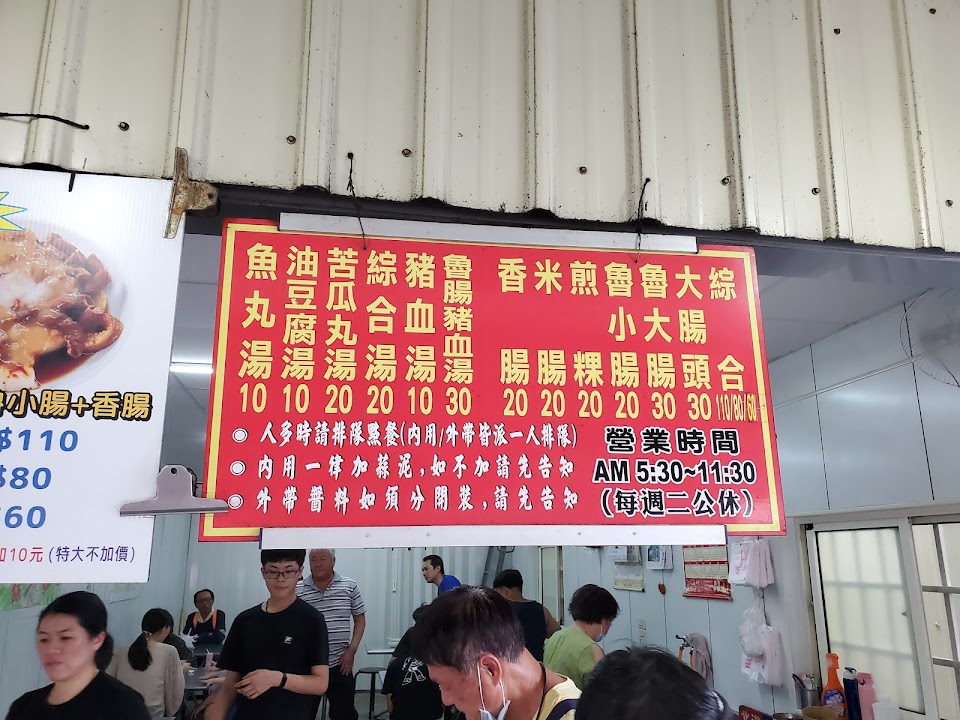 小腸+香腸
$110
$80
60
加10元(特大不加價)
綜合 110/80/60
大腸頭 30
魯大腸 30
魯小腸 20
煎粿 20
米腸 20
香腸 20
魯腸豬血湯 30
豬血湯 10
綜合湯 20
苦瓜丸湯 20
油豆腐湯 10
魚丸湯 10
◉ 人多時請排隊點餐(內用/外帶皆派一人排隊)
◉ 內用一律加蒜泥,如不加請先告知
◉ 外帶醬料如須分開裝,請先告知
營業時間
AM 5:30~11:30
(每週二公休)